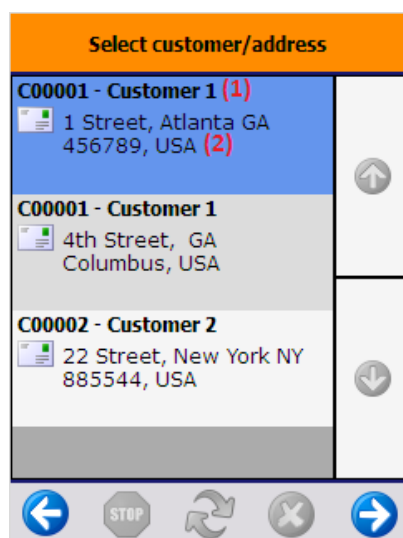 Select customer/address
C00001 - Customer 1 (1)
1 Street, Atlanta GA
456789, USA (2)
C00001 - Customer 1
4th Street,  GA
Columbus, USA
C00002 - Customer 2
22 Street, New York NY
885544, USA
STOP